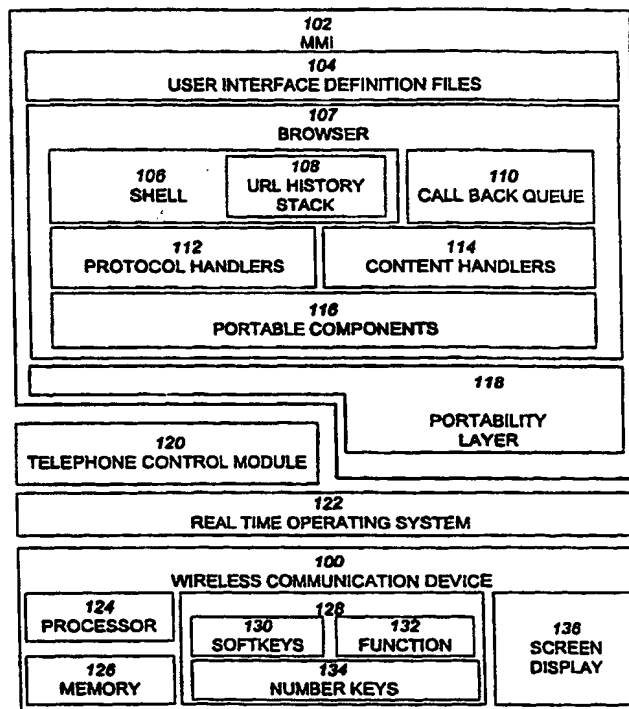 102
MMI
104
USER INTERFACE DEFINITION FILES
107
BROWSER
106
SHELL
108
URL HISTORY
STACK
110
CALL BACK QUEUE
112
PROTOCOL HANDLERS
114
CONTENT HANDLERS
116
PORTABLE COMPONENTS
118
PORTABILITY
LAYER
120
TELEPHONE CONTROL MODULE
122
REAL TIME OPERATING SYSTEM
100
WIRELESS COMMUNICATION DEVICE
124
PROCESSOR
126
MEMORY
128
130
SOFTKEYS
132
FUNCTION
134
NUMBER KEYS
136
SCREEN
DISPLAY